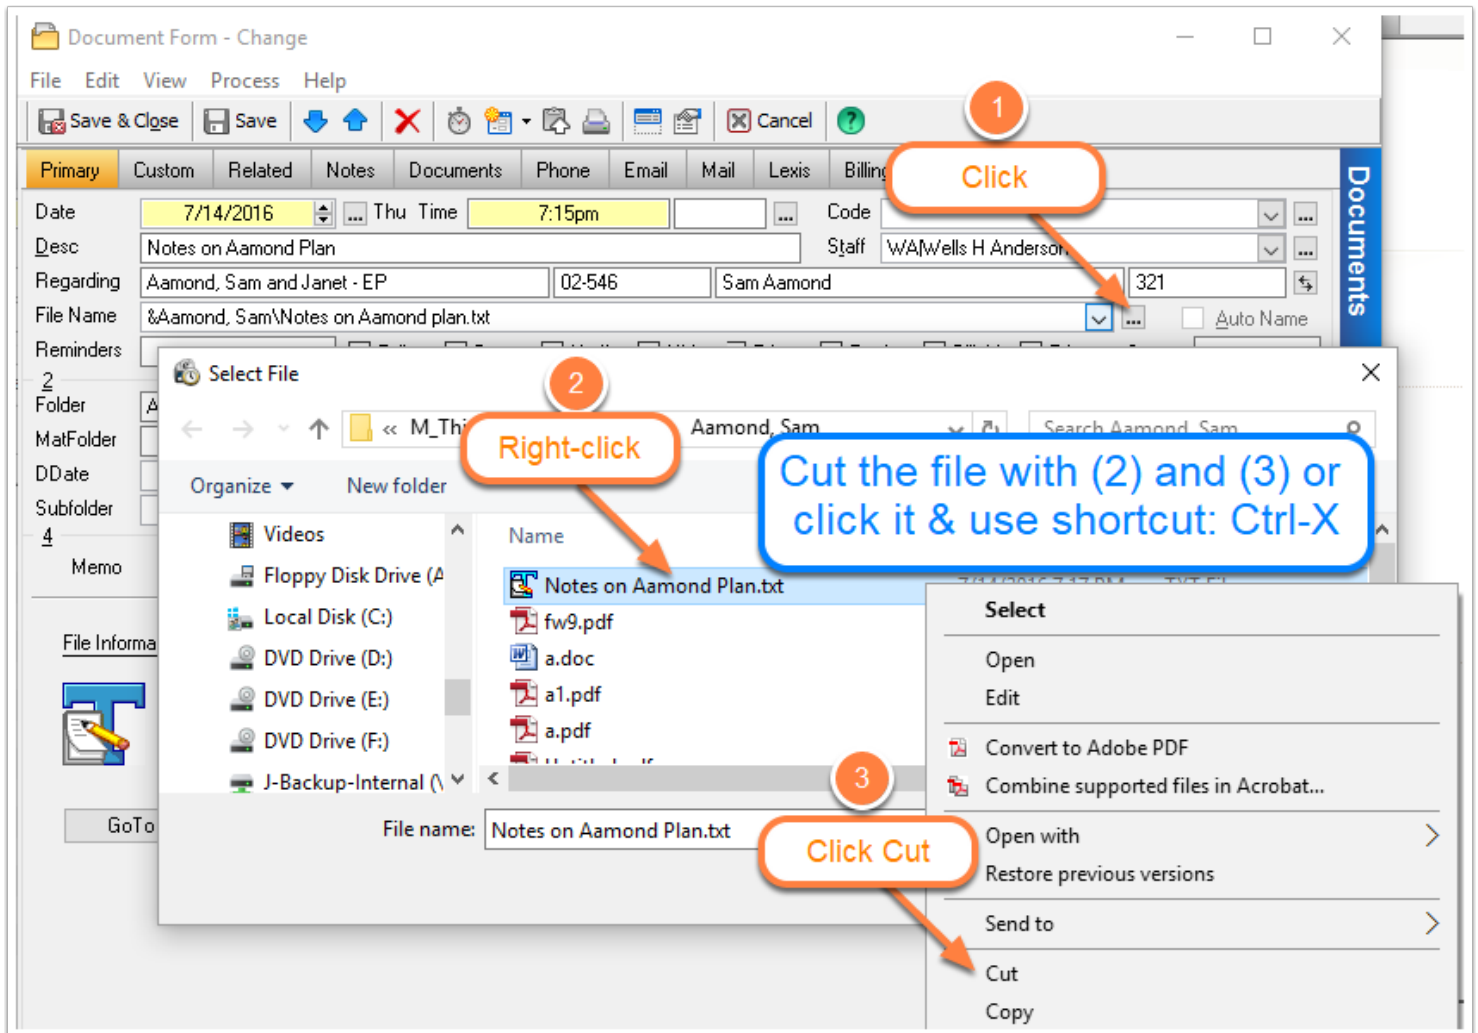 Document Form - Change
File Edit View Process Help
Save & Close Save Cancel ?
1
Click
Primary Custom Related Notes Documents Phone Email Mail Lexis
Documents
Date 7/14/2016 ... Thu Time 7:15pm ... Code ...
Desc Notes on Aamond Plan Staff WA|Wells H Anderson ...
Regarding Aamond, Sam and Janet - EP 02-546 Sam Aamond 321
File Name &Aamond, Sam\Notes on Aamond plan.txt ... Auto Name
Reminders
2
Folder
MatFolder
DDate
Subfolder
4
Memo
File Informa
GoTo
Select File
2
Right-click
« M_Thi Aamond, Sam Search Aamond, Sam
Cut the file with (2) and (3) or
click it & use shortcut: Ctrl-X
Organize New folder
Videos
Floppy Disk Drive (A
Local Disk (C:)
DVD Drive (D:)
DVD Drive (E:)
DVD Drive (F:)
J-Backup-Internal (\
Name
Notes on Aamond Plan.txt 7/14/2016 7:17 PM
fw9.pdf
a.doc
a1.pdf
a.pdf
File name: Notes on Aamond Plan.txt
3
Click Cut
Select
Open
Edit
Convert to Adobe PDF
Combine supported files in Acrobat...
Open with
Restore previous versions
Send to
Cut
Copy